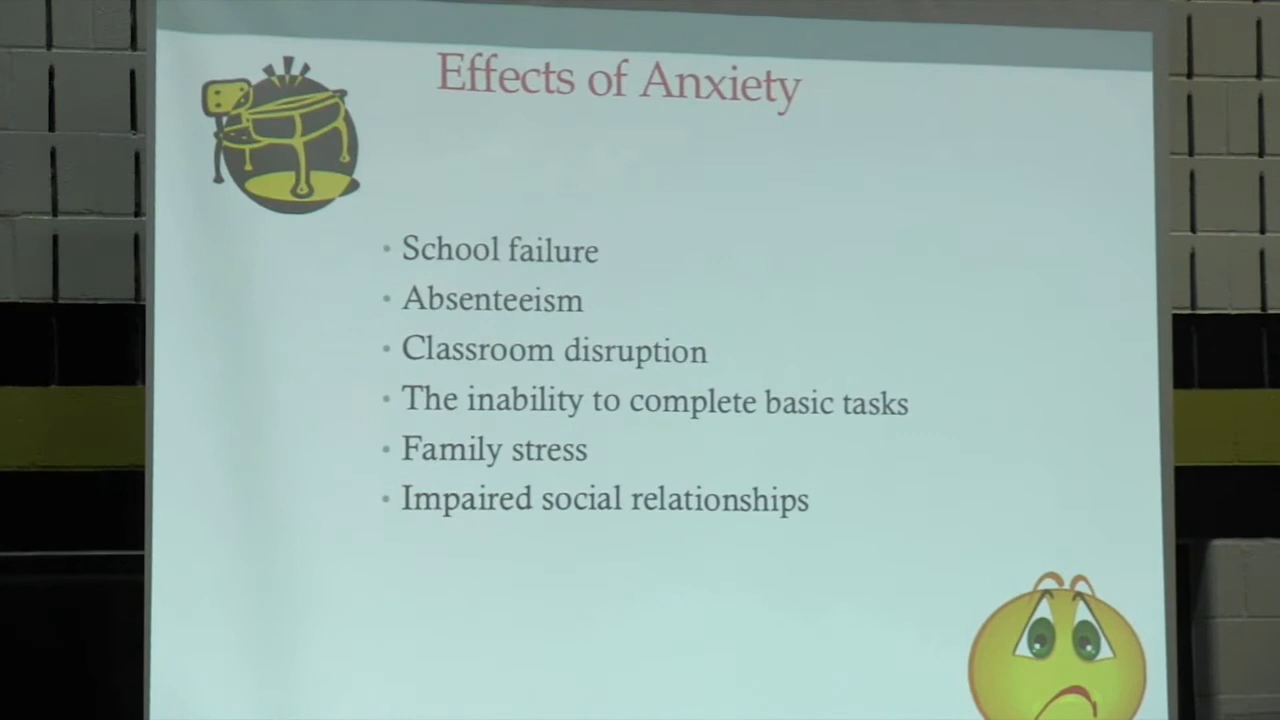 Effects of Anxiety
• School failure
• Absenteeism
• Classroom disruption
• The inability to complete basic tasks
• Family stress
• Impaired social relationships